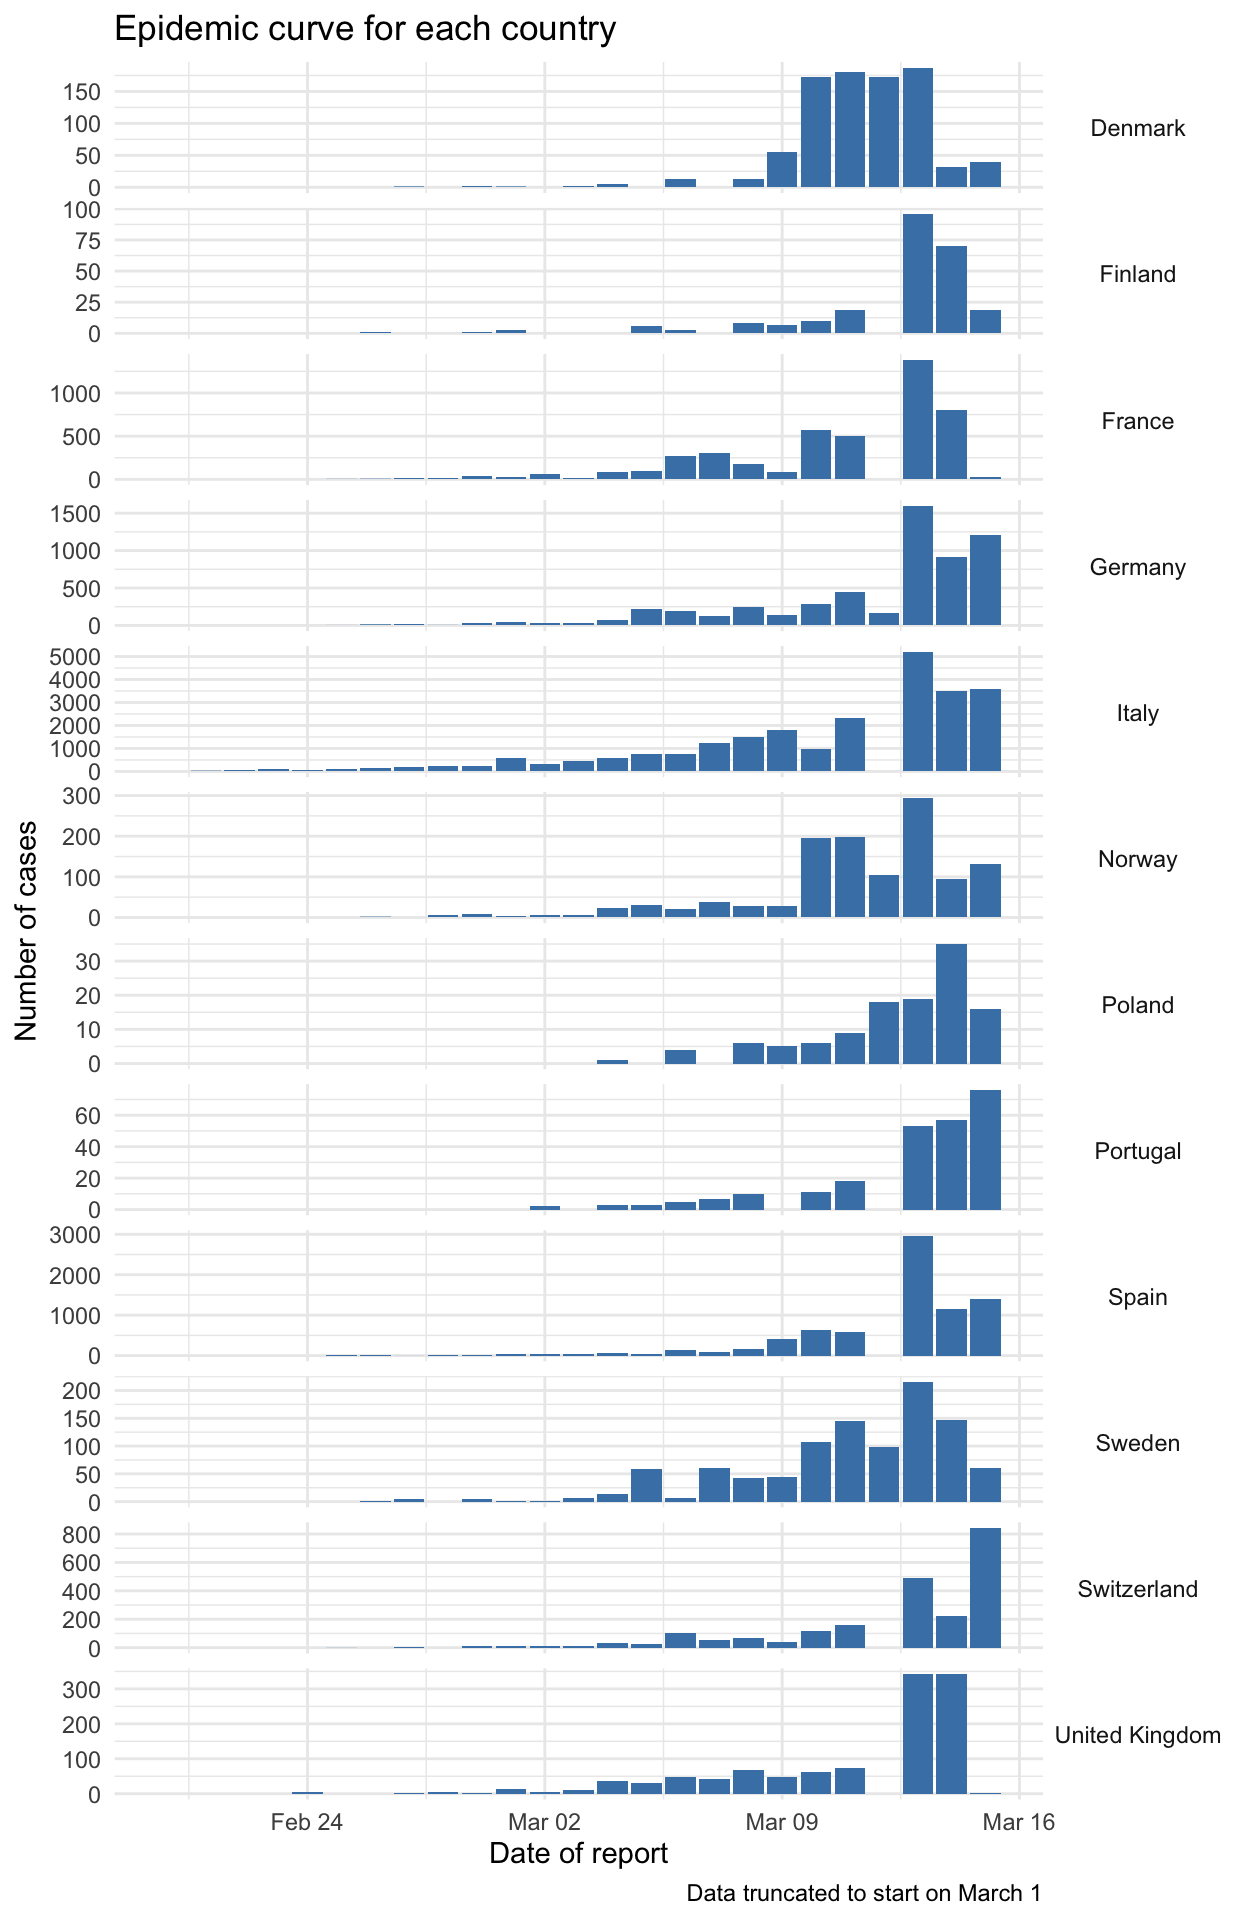 Epidemic curve for each country
150
100
50
0
Denmark
100
75
50
25
0
Finland
1000
500
0
France
1500
1000
500
0
Germany
5000
4000
3000
2000
1000
0
Italy
300
200
100
0
Norway
30
20
10
0
Poland
60
40
20
0
Portugal
3000
2000
1000
0
Spain
200
150
100
50
0
Sweden
800
600
400
200
0
Switzerland
300
200
100
0
United Kingdom
Number of cases
Feb 24
Mar 02
Mar 09
Mar 16
Date of report
Data truncated to start on March 1